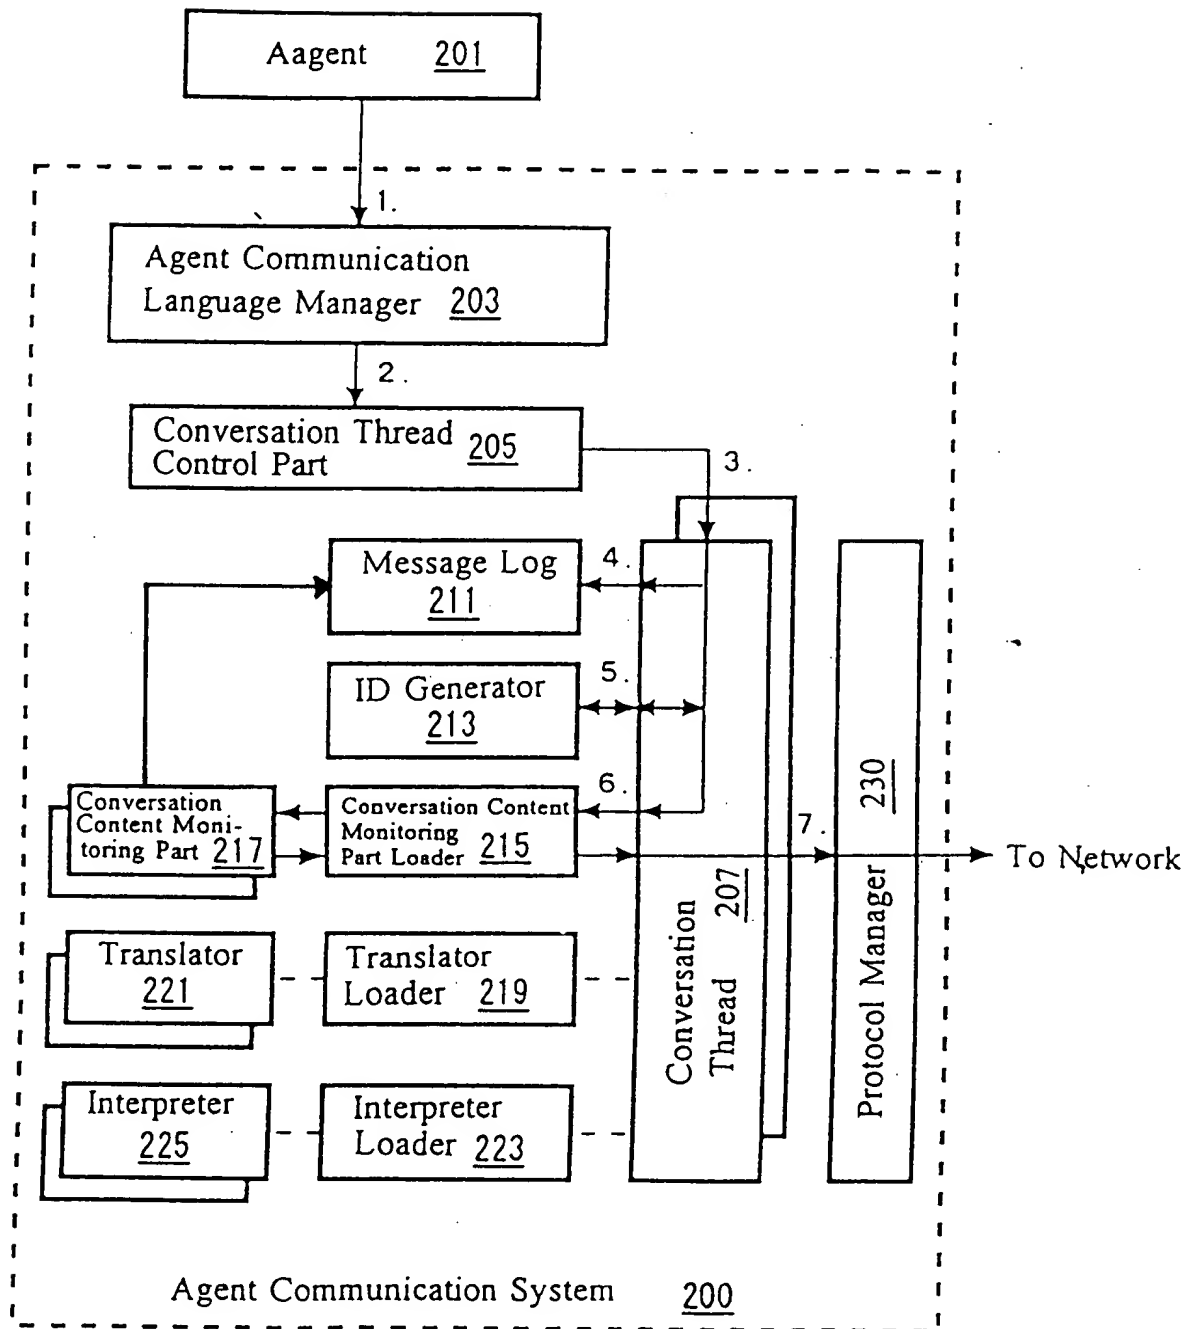 Aagent 201
1.
Agent Communication
Language Manager 203
2.
Conversation Thread
Control Part 205
3.
Message Log
211
4.
ID Generator
213
5.
6.
Conversation
Content Moni-
toring Part 217
Conversation Content
Monitoring
Part Loader 215
7.
To Network
Translator
221
Translator
Loader 219
Interpreter
225
Interpreter
Loader 223
Conversation
Thread 207
Protocol Manager 230
Agent Communication System 200